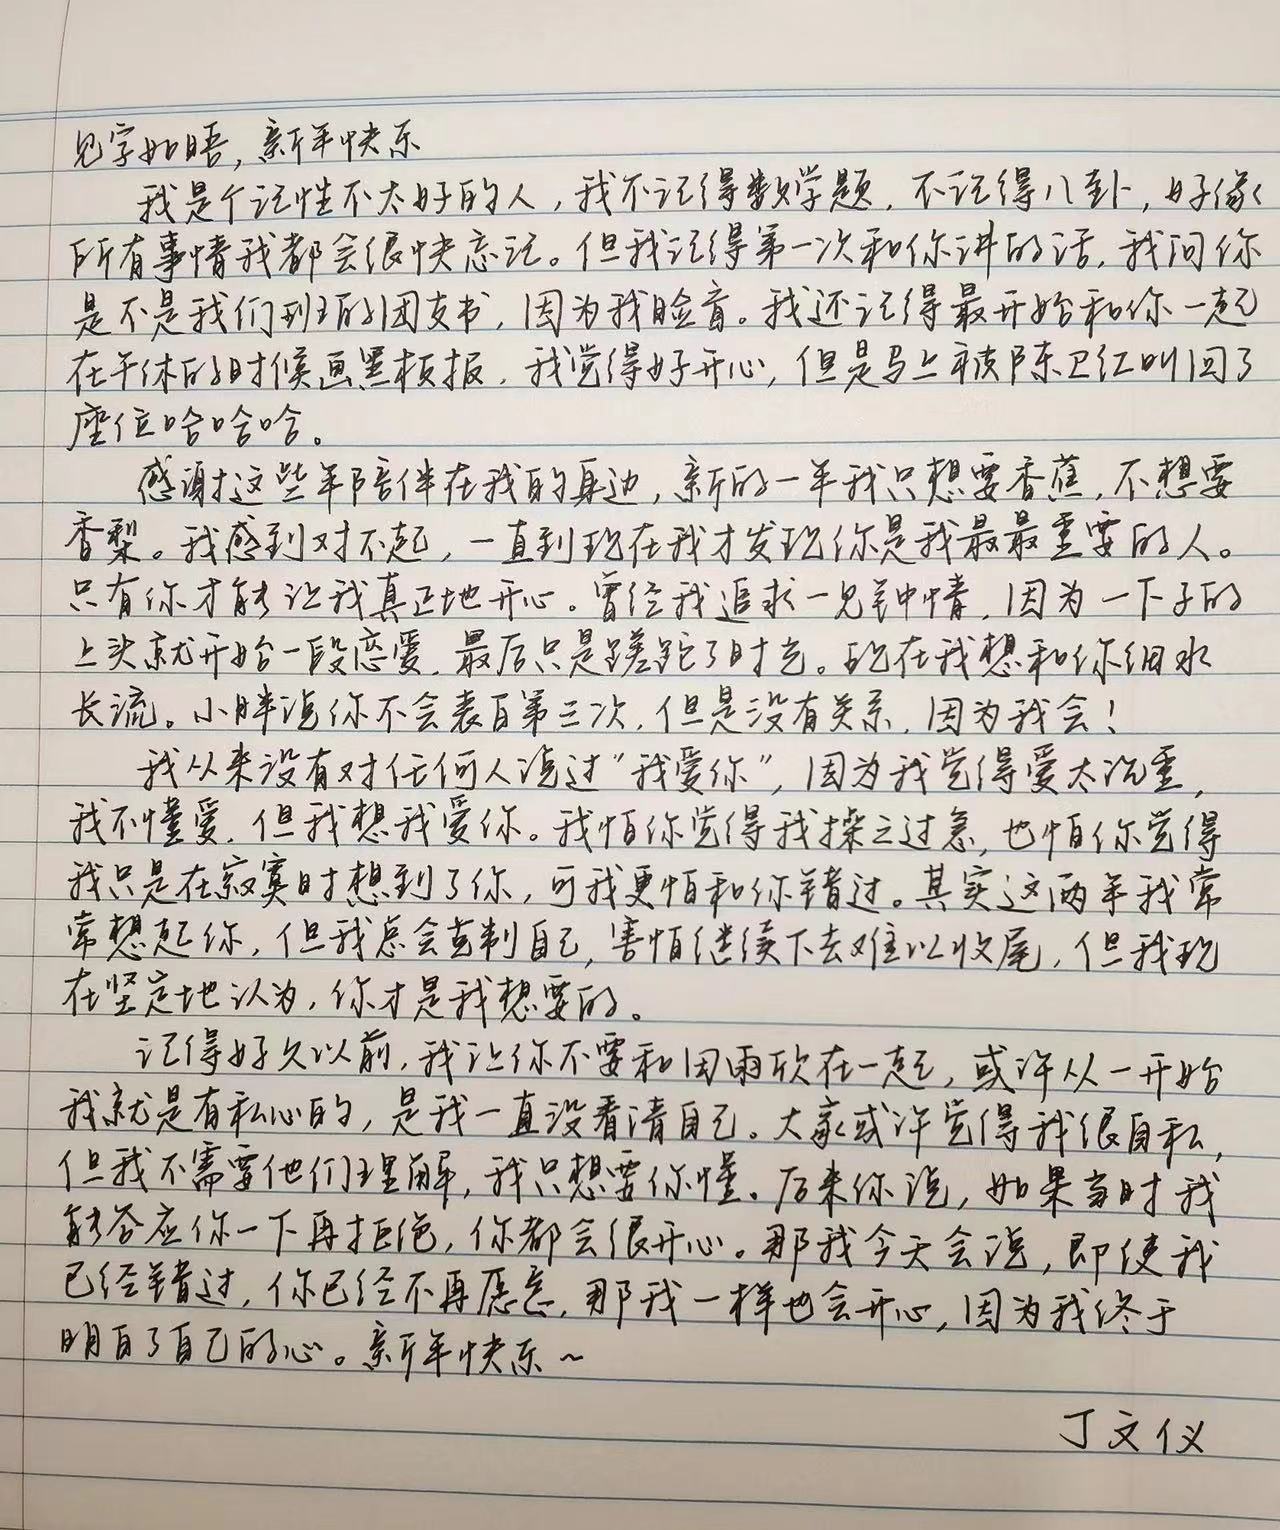 见字如晤，新年快乐
我是个记性不太好的人，我不记得数学题，不记得八卦，好像
所有事情我都会很快忘记。但我记得第一次和你讲的话，我问你
是不是我们班的团支书，因为我脸盲。我还记得最开始和你一起
在午休的时候画黑板报，我觉得好开心，但是马上被陈卫红叫回了
座位哈哈哈。
感谢这些年陪伴在我的身边，新的一年我只想要香蕉，不想要
香梨。我感到对不起，一直到现在我才发现你是我最最重要的人。
只有你才能让我真正地开心。曾经我追求一见钟情，因为一下子的
上头就开始一段恋爱，最后只是蹉跎了时光。现在我想和你细水
长流。小胖说你不会表白第三次，但是没有关系，因为我会！
我从来没有对任何人说过“我爱你”，因为我觉得爱太沉重，
我不懂爱，但我想我爱你。我怕你觉得我操之过急，也怕你觉得
我只是在寂寞时想到了你，可我更怕和你错过。其实这两年我常
常想起你，但我总会克制自己，害怕继续下去难以收尾，但我现
在坚定地认为，你才是我想要的。
记得好久以前，我让你不要和雨欣在一起，或许从一开始
我就是有私心的，是我一直没看清自己。大家或许觉得我很自私，
但我不需要他们理解，我只想要你懂。后来你说，如果当时我
能答应你一下再拒绝，你都会很开心。那我今天会说，即使我
已经错过，你已经不再愿意，那我一样也会开心，因为我终于
明白了自己的心。新年快乐～
丁文仪